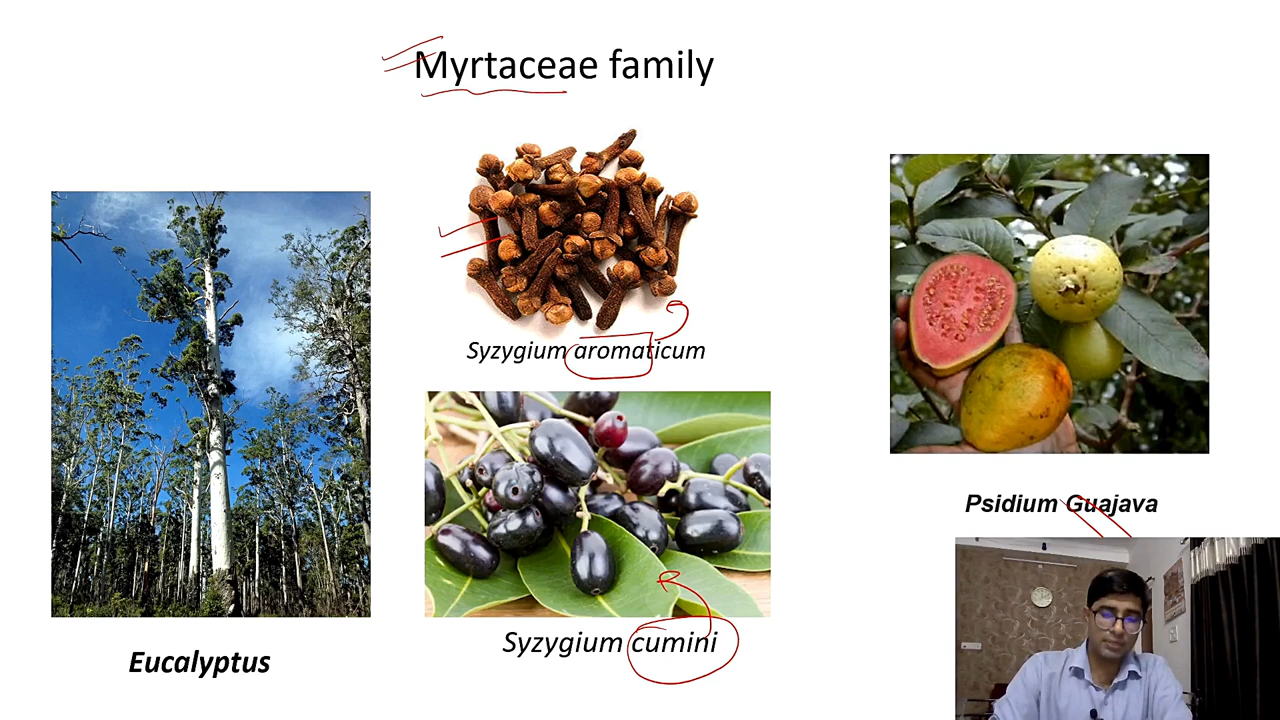 Myrtaceae family
Syzygium aromaticum
Psidium Guajava
Syzygium cumini
Eucalyptus